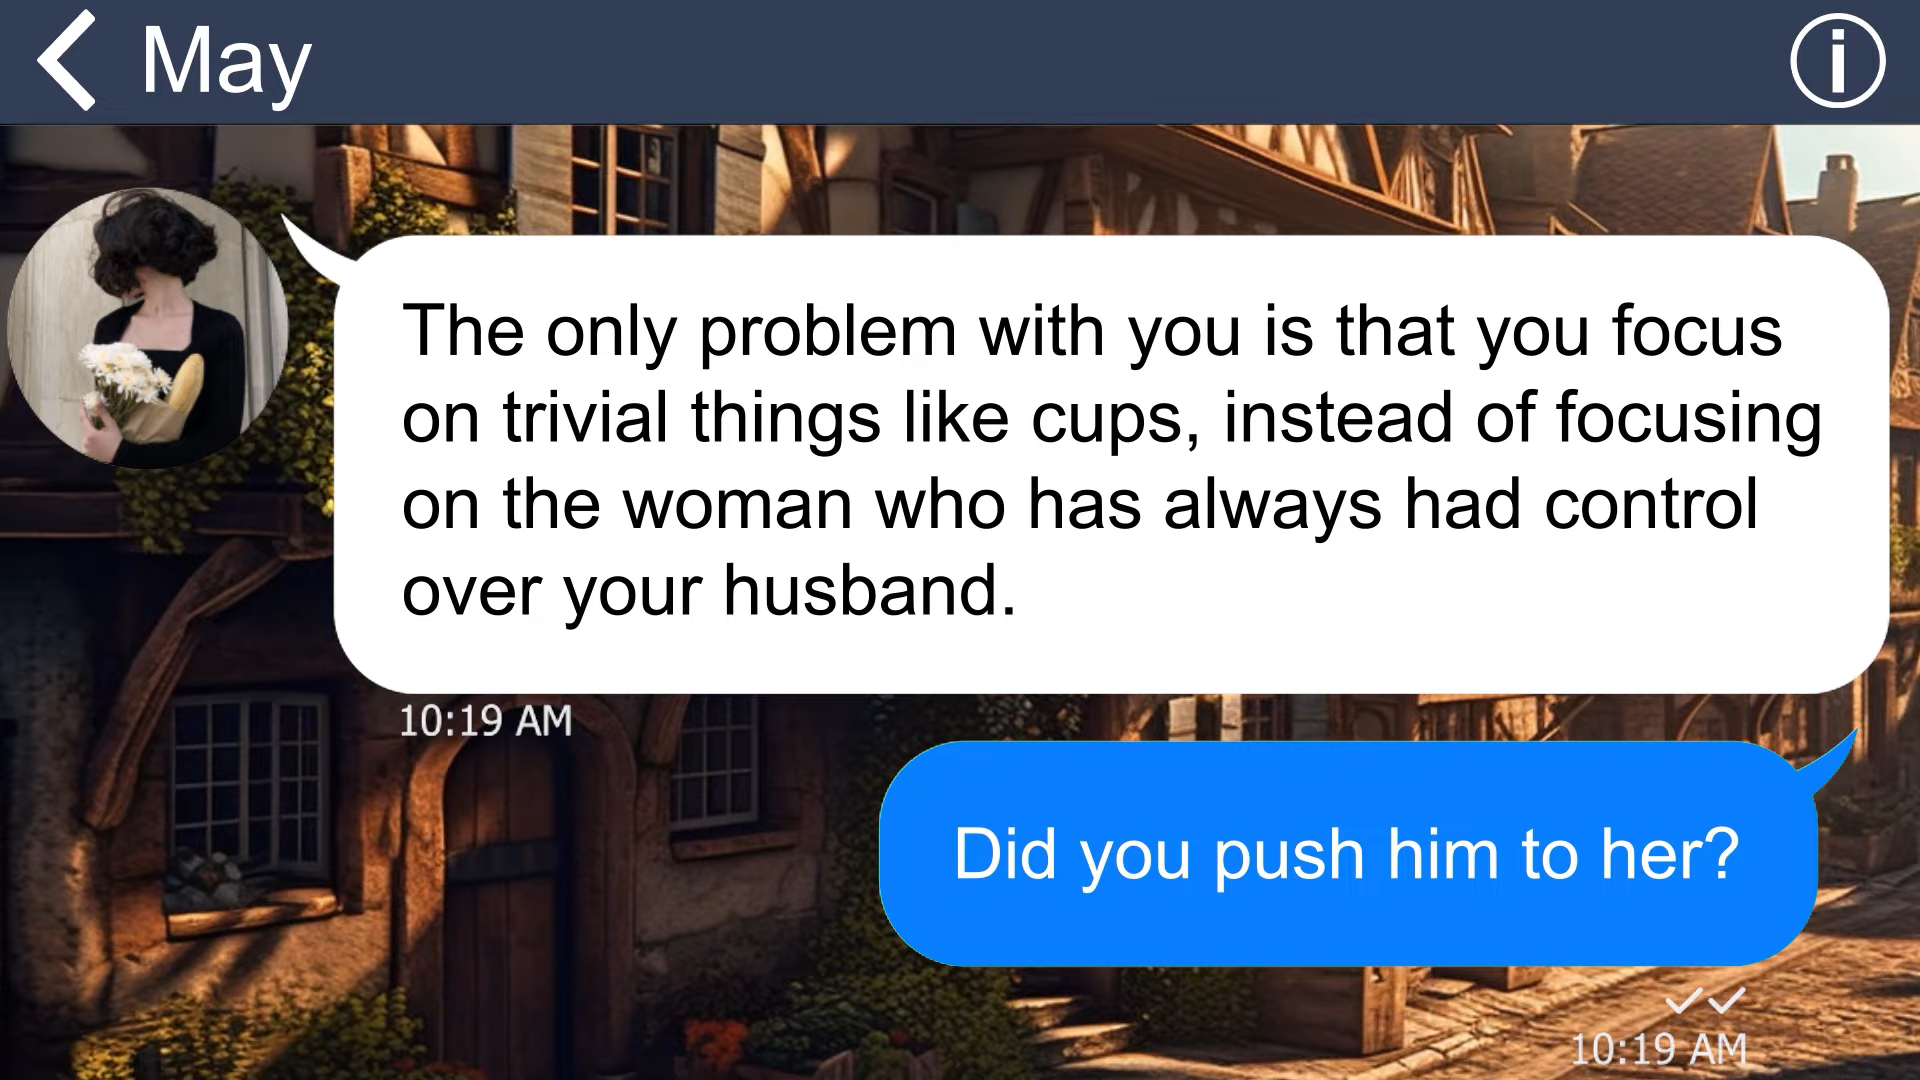 May
The only problem with you is that you focus
on trivial things like cups, instead of focusing
on the woman who has always had control
over your husband.
10:19 AM
Did you push him to her?
10:19 AM